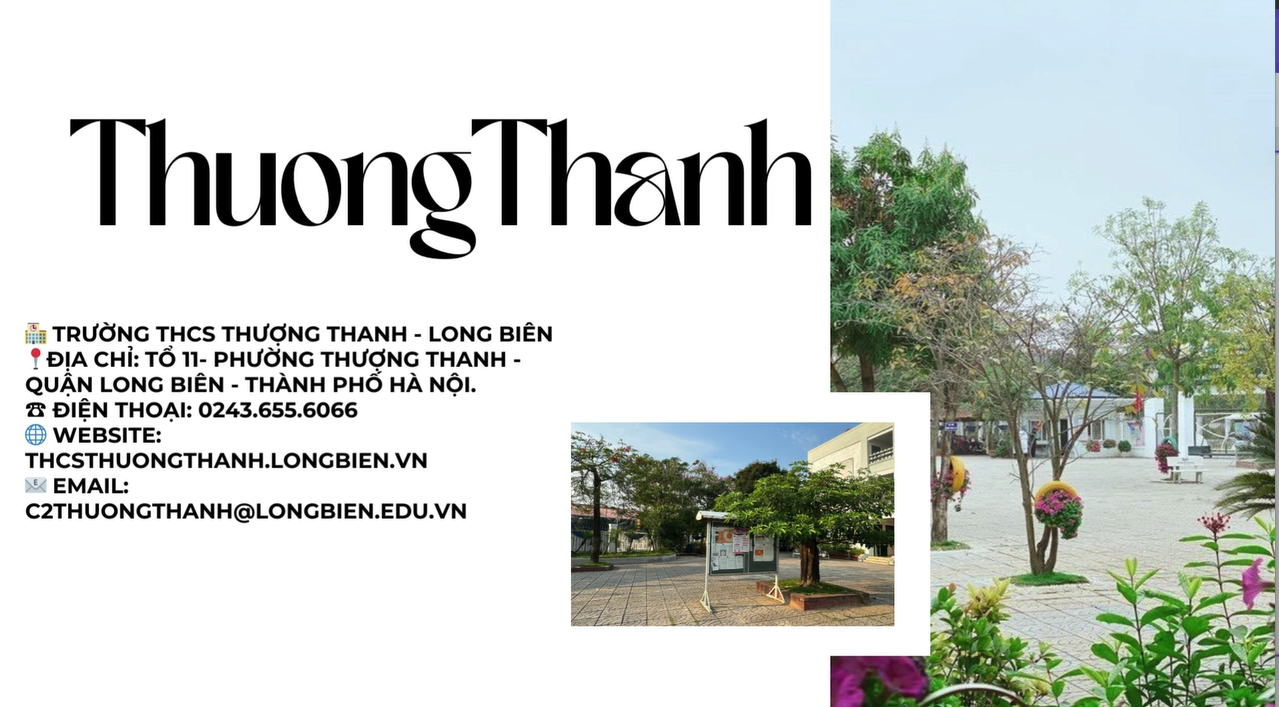 ThuongThanh
🏫 TRƯỜNG THCS THƯỢNG THANH - LONG BIÊN
📍ĐỊA CHỈ: TỔ 11- PHƯỜNG THƯỢNG THANH -
QUẬN LONG BIÊN - THÀNH PHỐ HÀ NỘI.
☎ ĐIỆN THOẠI: 0243.655.6066
🌐 WEBSITE:
THCSTHUONGTHANH.LONGBIEN.VN
✉️ EMAIL:
C2THUONGTHANH@LONGBIEN.EDU.VN